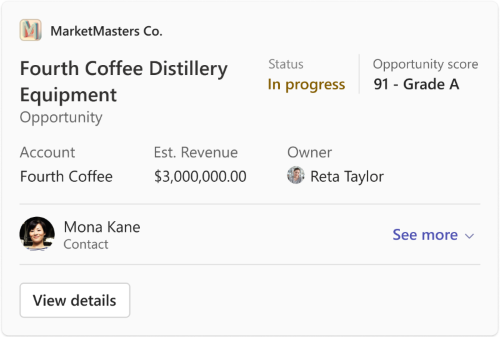 MarketMasters Co.
Fourth Coffee Distillery
Equipment
Opportunity
Status
In progress
Opportunity score
91 - Grade A
Account
Fourth Coffee
Est. Revenue
$3,000,000.00
Owner
Reta Taylor
Mona Kane
Contact
See more
View details